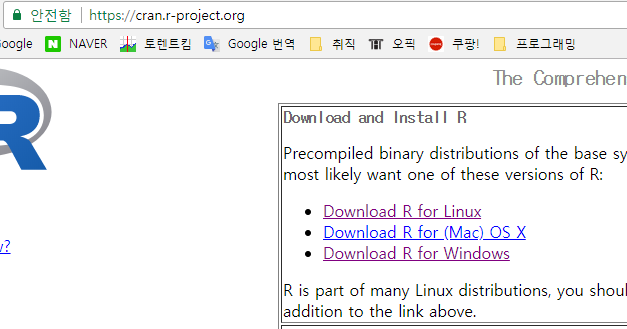 안전함 https://cran.r-project.org
Google NAVER 토렌트킴 Google 번역 취직 오픽 쿠팡! 프로그래밍
The Comprehen
Download and Install R
Precompiled binary distributions of the base sy
most likely want one of these versions of R:
Download R for Linux
Download R for (Mac) OS X
Download R for Windows
?
R is part of many Linux distributions, you shou
addition to the link above.